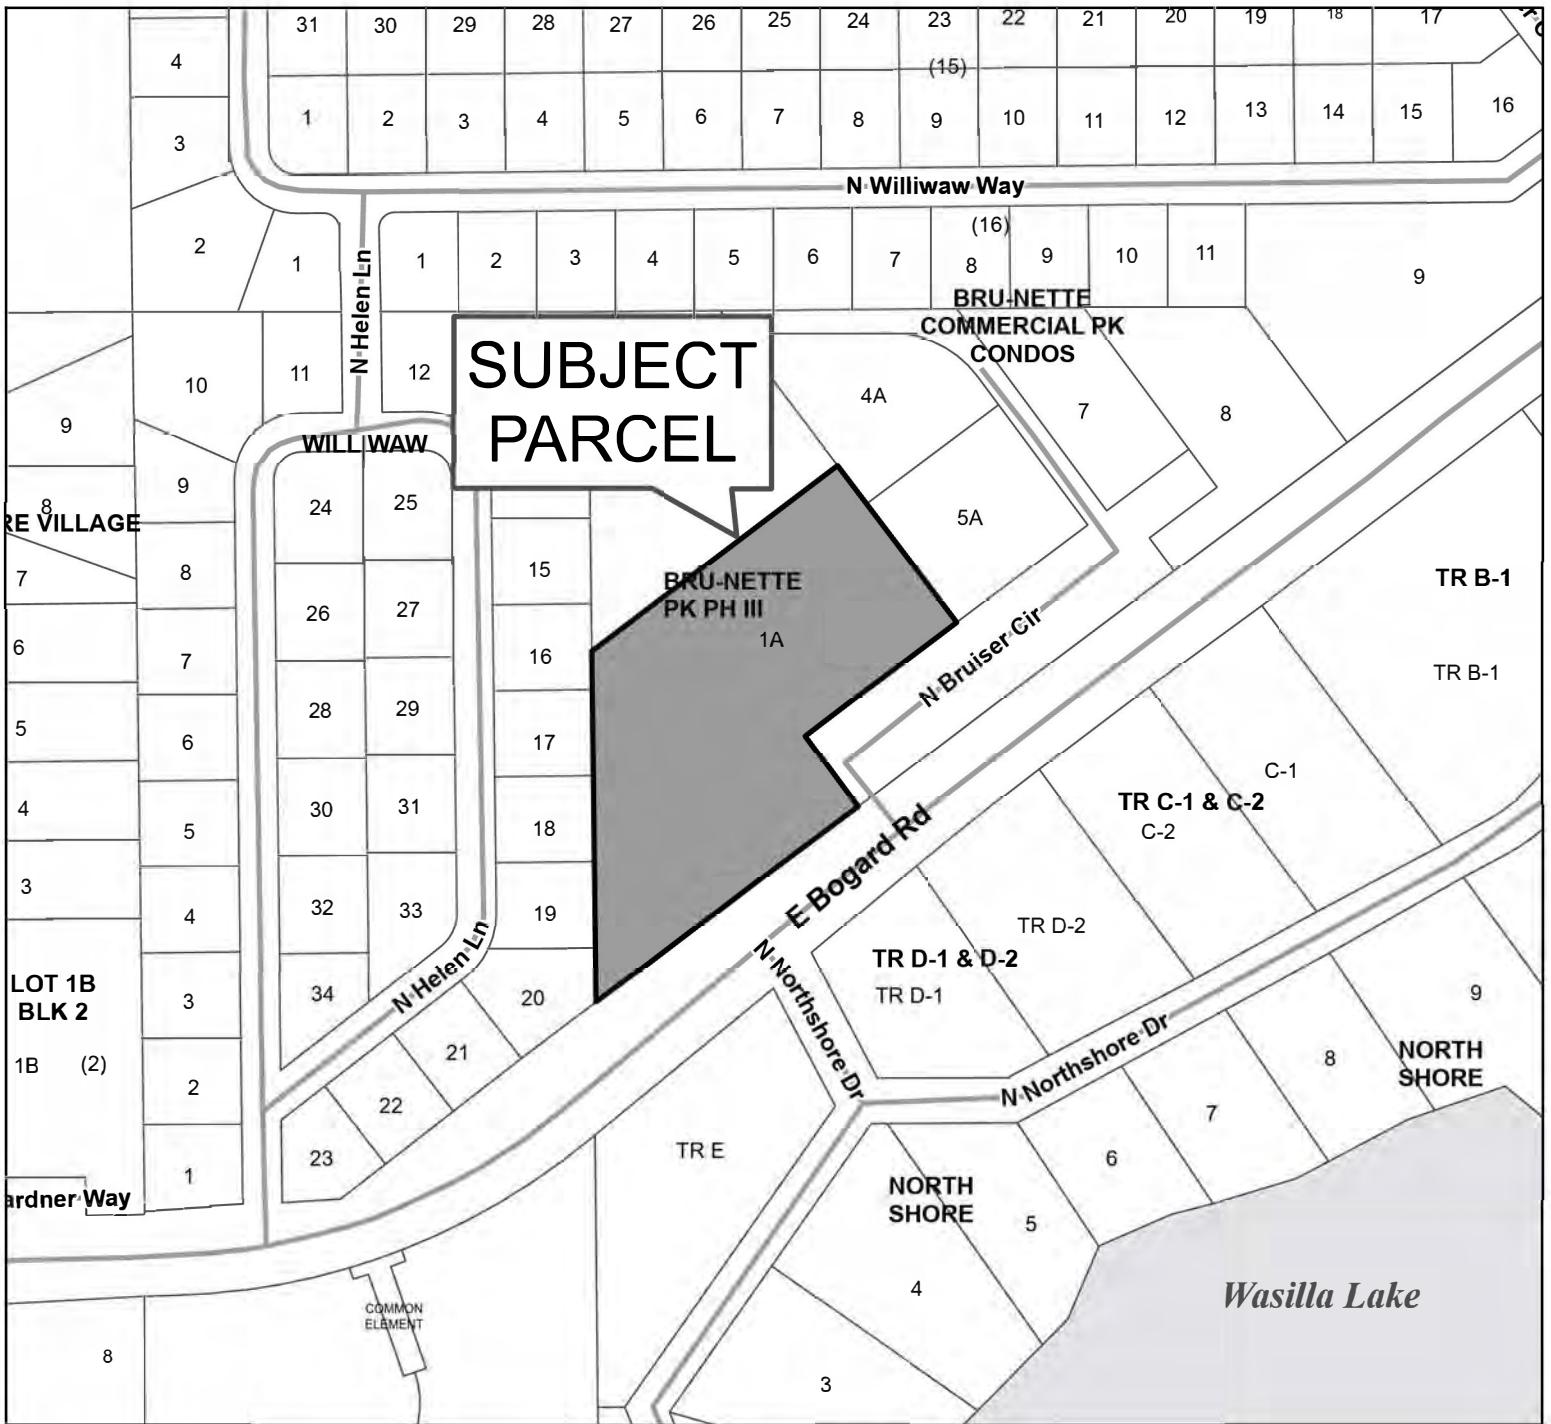 31 30 29 28 27 26 25 24 23 22 21 20 19 18 17
4
(15)
1 2 3 4 5 6 7 8 9 10 11 12 13 14 15 16
3
N Williwaw Way
2 1
N Helen Ln
(16)
1 2 3 4 5 6 7 8 9 10 11 9
BRU-NETTE
COMMERCIAL PK
CONDOS
SUBJECT
PARCEL
10 11 12
4A 7 8
9
WILLIWAW
9 24 25
5A
8
RE VILLAGE
7 8 15
BRU-NETTE
PK PH III
1A
TR B-1
TR B-1
26 27
6 7 16
N Bruiser Cir
28 29
5 6 17
C-1
TR C-1 & C-2
C-2
30 31
4 5 18
E Bogard Rd
3 4 32 33 19
TR D-2
TR D-1 & D-2
TR D-1
N Helen Ln
N Northshore Dr
LOT 1B
BLK 2
3 34 20
9
1B (2)
21
N Northshore Dr
8
NORTH
SHORE
2 22
7
23
TR E
6
1
ardner Way
NORTH
SHORE
5
4
Wasilla Lake
COMMON
ELEMENT
8
3